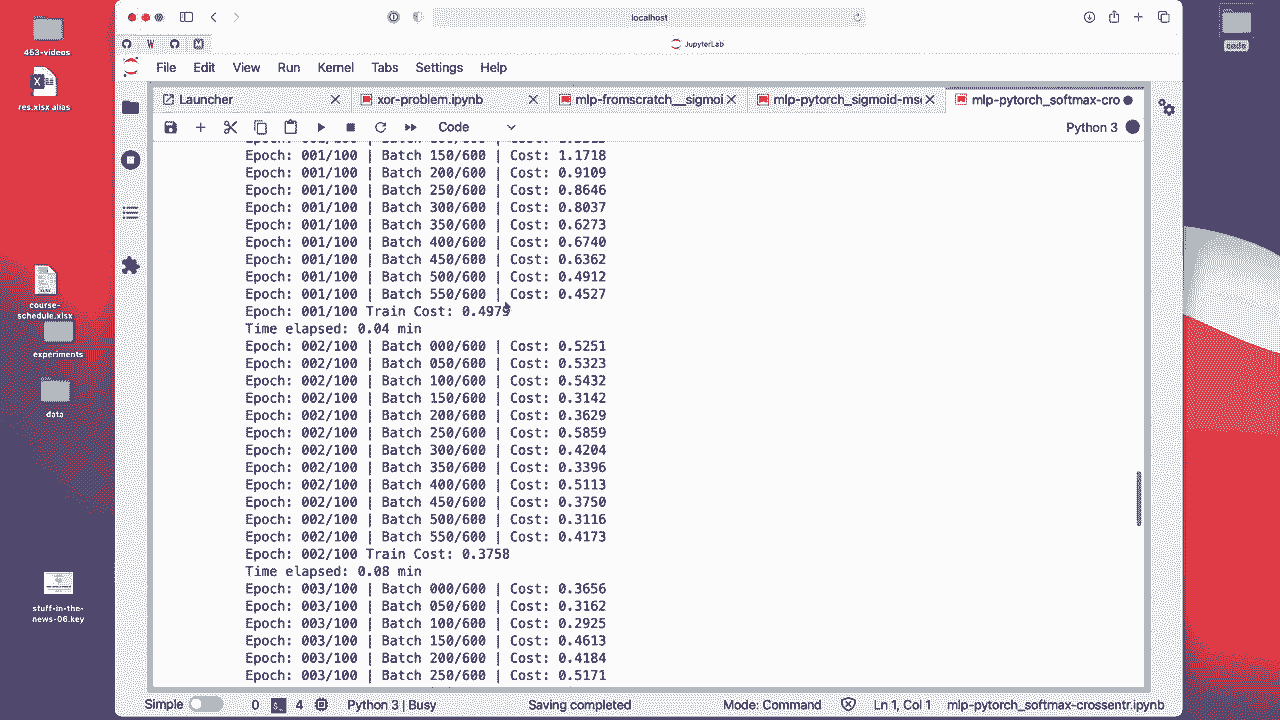 localhost
JupyterLab
File Edit View Run Kernel Tabs Settings Help
Launcher xor-problem.ipynb mlp-fromscratch__sigmoi mlp-pytorch_sigmoid-mse mlp-pytorch_softmax-cro
Code Python 3
Epoch: 001/100 | Batch 150/600 | Cost: 1.1718
Epoch: 001/100 | Batch 200/600 | Cost: 0.9109
Epoch: 001/100 | Batch 250/600 | Cost: 0.8646
Epoch: 001/100 | Batch 300/600 | Cost: 0.8037
Epoch: 001/100 | Batch 350/600 | Cost: 0.6273
Epoch: 001/100 | Batch 400/600 | Cost: 0.6740
Epoch: 001/100 | Batch 450/600 | Cost: 0.6362
Epoch: 001/100 | Batch 500/600 | Cost: 0.4912
Epoch: 001/100 | Batch 550/600 | Cost: 0.4527
Epoch: 001/100 Train Cost: 0.4979
Time elapsed: 0.04 min
Epoch: 002/100 | Batch 000/600 | Cost: 0.5251
Epoch: 002/100 | Batch 050/600 | Cost: 0.5323
Epoch: 002/100 | Batch 100/600 | Cost: 0.5432
Epoch: 002/100 | Batch 150/600 | Cost: 0.3142
Epoch: 002/100 | Batch 200/600 | Cost: 0.3629
Epoch: 002/100 | Batch 250/600 | Cost: 0.5859
Epoch: 002/100 | Batch 300/600 | Cost: 0.4204
Epoch: 002/100 | Batch 350/600 | Cost: 0.3396
Epoch: 002/100 | Batch 400/600 | Cost: 0.5113
Epoch: 002/100 | Batch 450/600 | Cost: 0.3750
Epoch: 002/100 | Batch 500/600 | Cost: 0.3116
Epoch: 002/100 | Batch 550/600 | Cost: 0.4173
Epoch: 002/100 Train Cost: 0.3758
Time elapsed: 0.08 min
Epoch: 003/100 | Batch 000/600 | Cost: 0.3656
Epoch: 003/100 | Batch 050/600 | Cost: 0.3162
Epoch: 003/100 | Batch 100/600 | Cost: 0.2925
Epoch: 003/100 | Batch 150/600 | Cost: 0.4613
Epoch: 003/100 | Batch 200/600 | Cost: 0.4184
Epoch: 003/100 | Batch 250/600 | Cost: 0.5171
Simple 0 4 Python 3 | Busy Saving completed Mode: Command Ln 1, Col 1 mlp-pytorch_softmax-crossentr.ipynb
453-videos
res.xlsx alias
course-
schedule.xlsx
experiments
data
stuff-in-the-
news-06.key
code